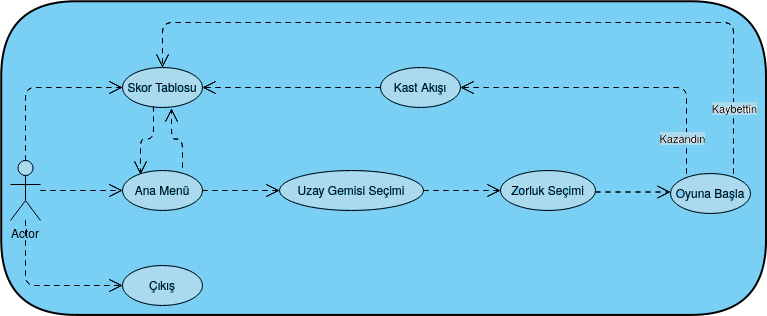 Skor Tablosu
Kast Akışı
Kaybettin
Kazandın
Ana Menü
Uzay Gemisi Seçimi
Zorluk Seçimi
Oyuna Başla
Actor
Çıkış